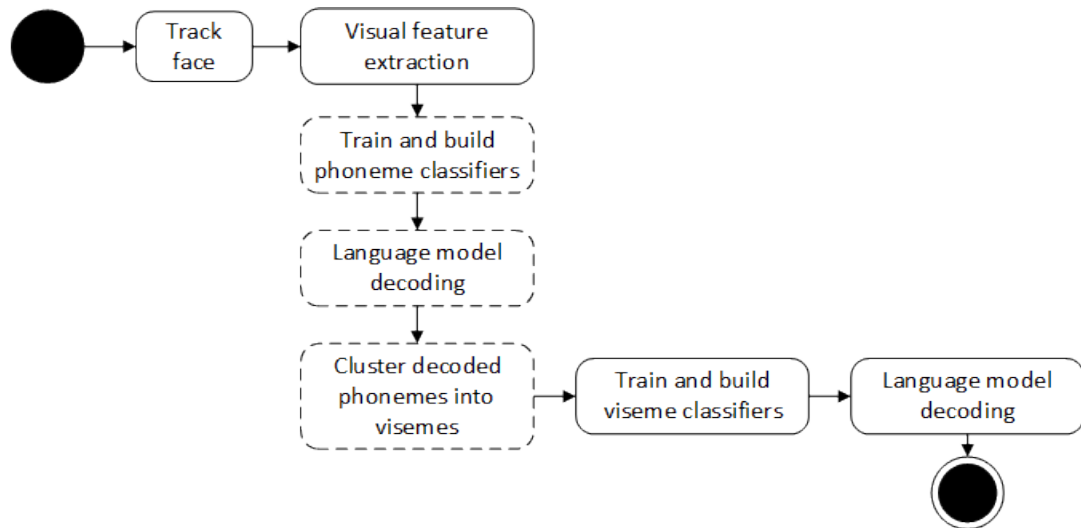 Track
face
Visual feature
extraction
Train and build
phoneme classifiers
Language model
decoding
Cluster decoded
phonemes into
visemes
Train and build
viseme classifiers
Language model
decoding